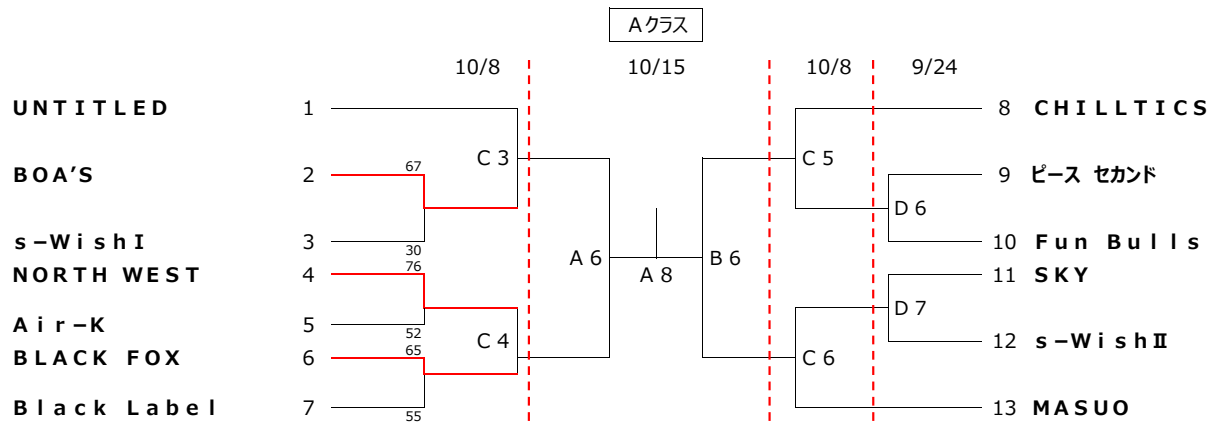 Aクラス
10/8 10/15 10/8 9/24
UNTITLED 1 8 CHILLTICS
C3 C5
67
BOA'S 2 9 ピース セカンド
D6
s-WishⅠ 3 10 Fun Bulls
30
A6 A8 B6
76
NORTH WEST 4 11 SKY
D7
Air-K 5
52
C4 12 s-WishⅡ
65
BLACK FOX 6 C6
Black Label 7 13 MASUO
55